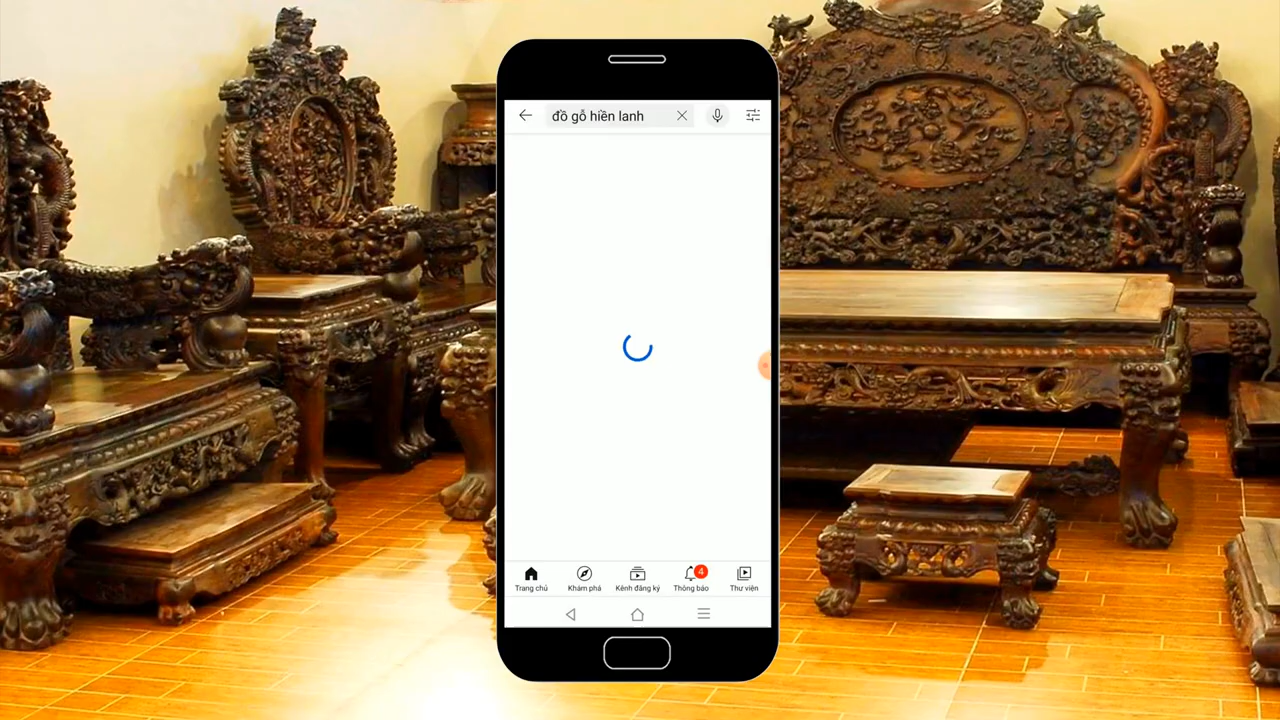 đồ gỗ hiền lanh
4
Trang chủ
Khám phá
Kênh đăng ký
Thông báo
Thư viện